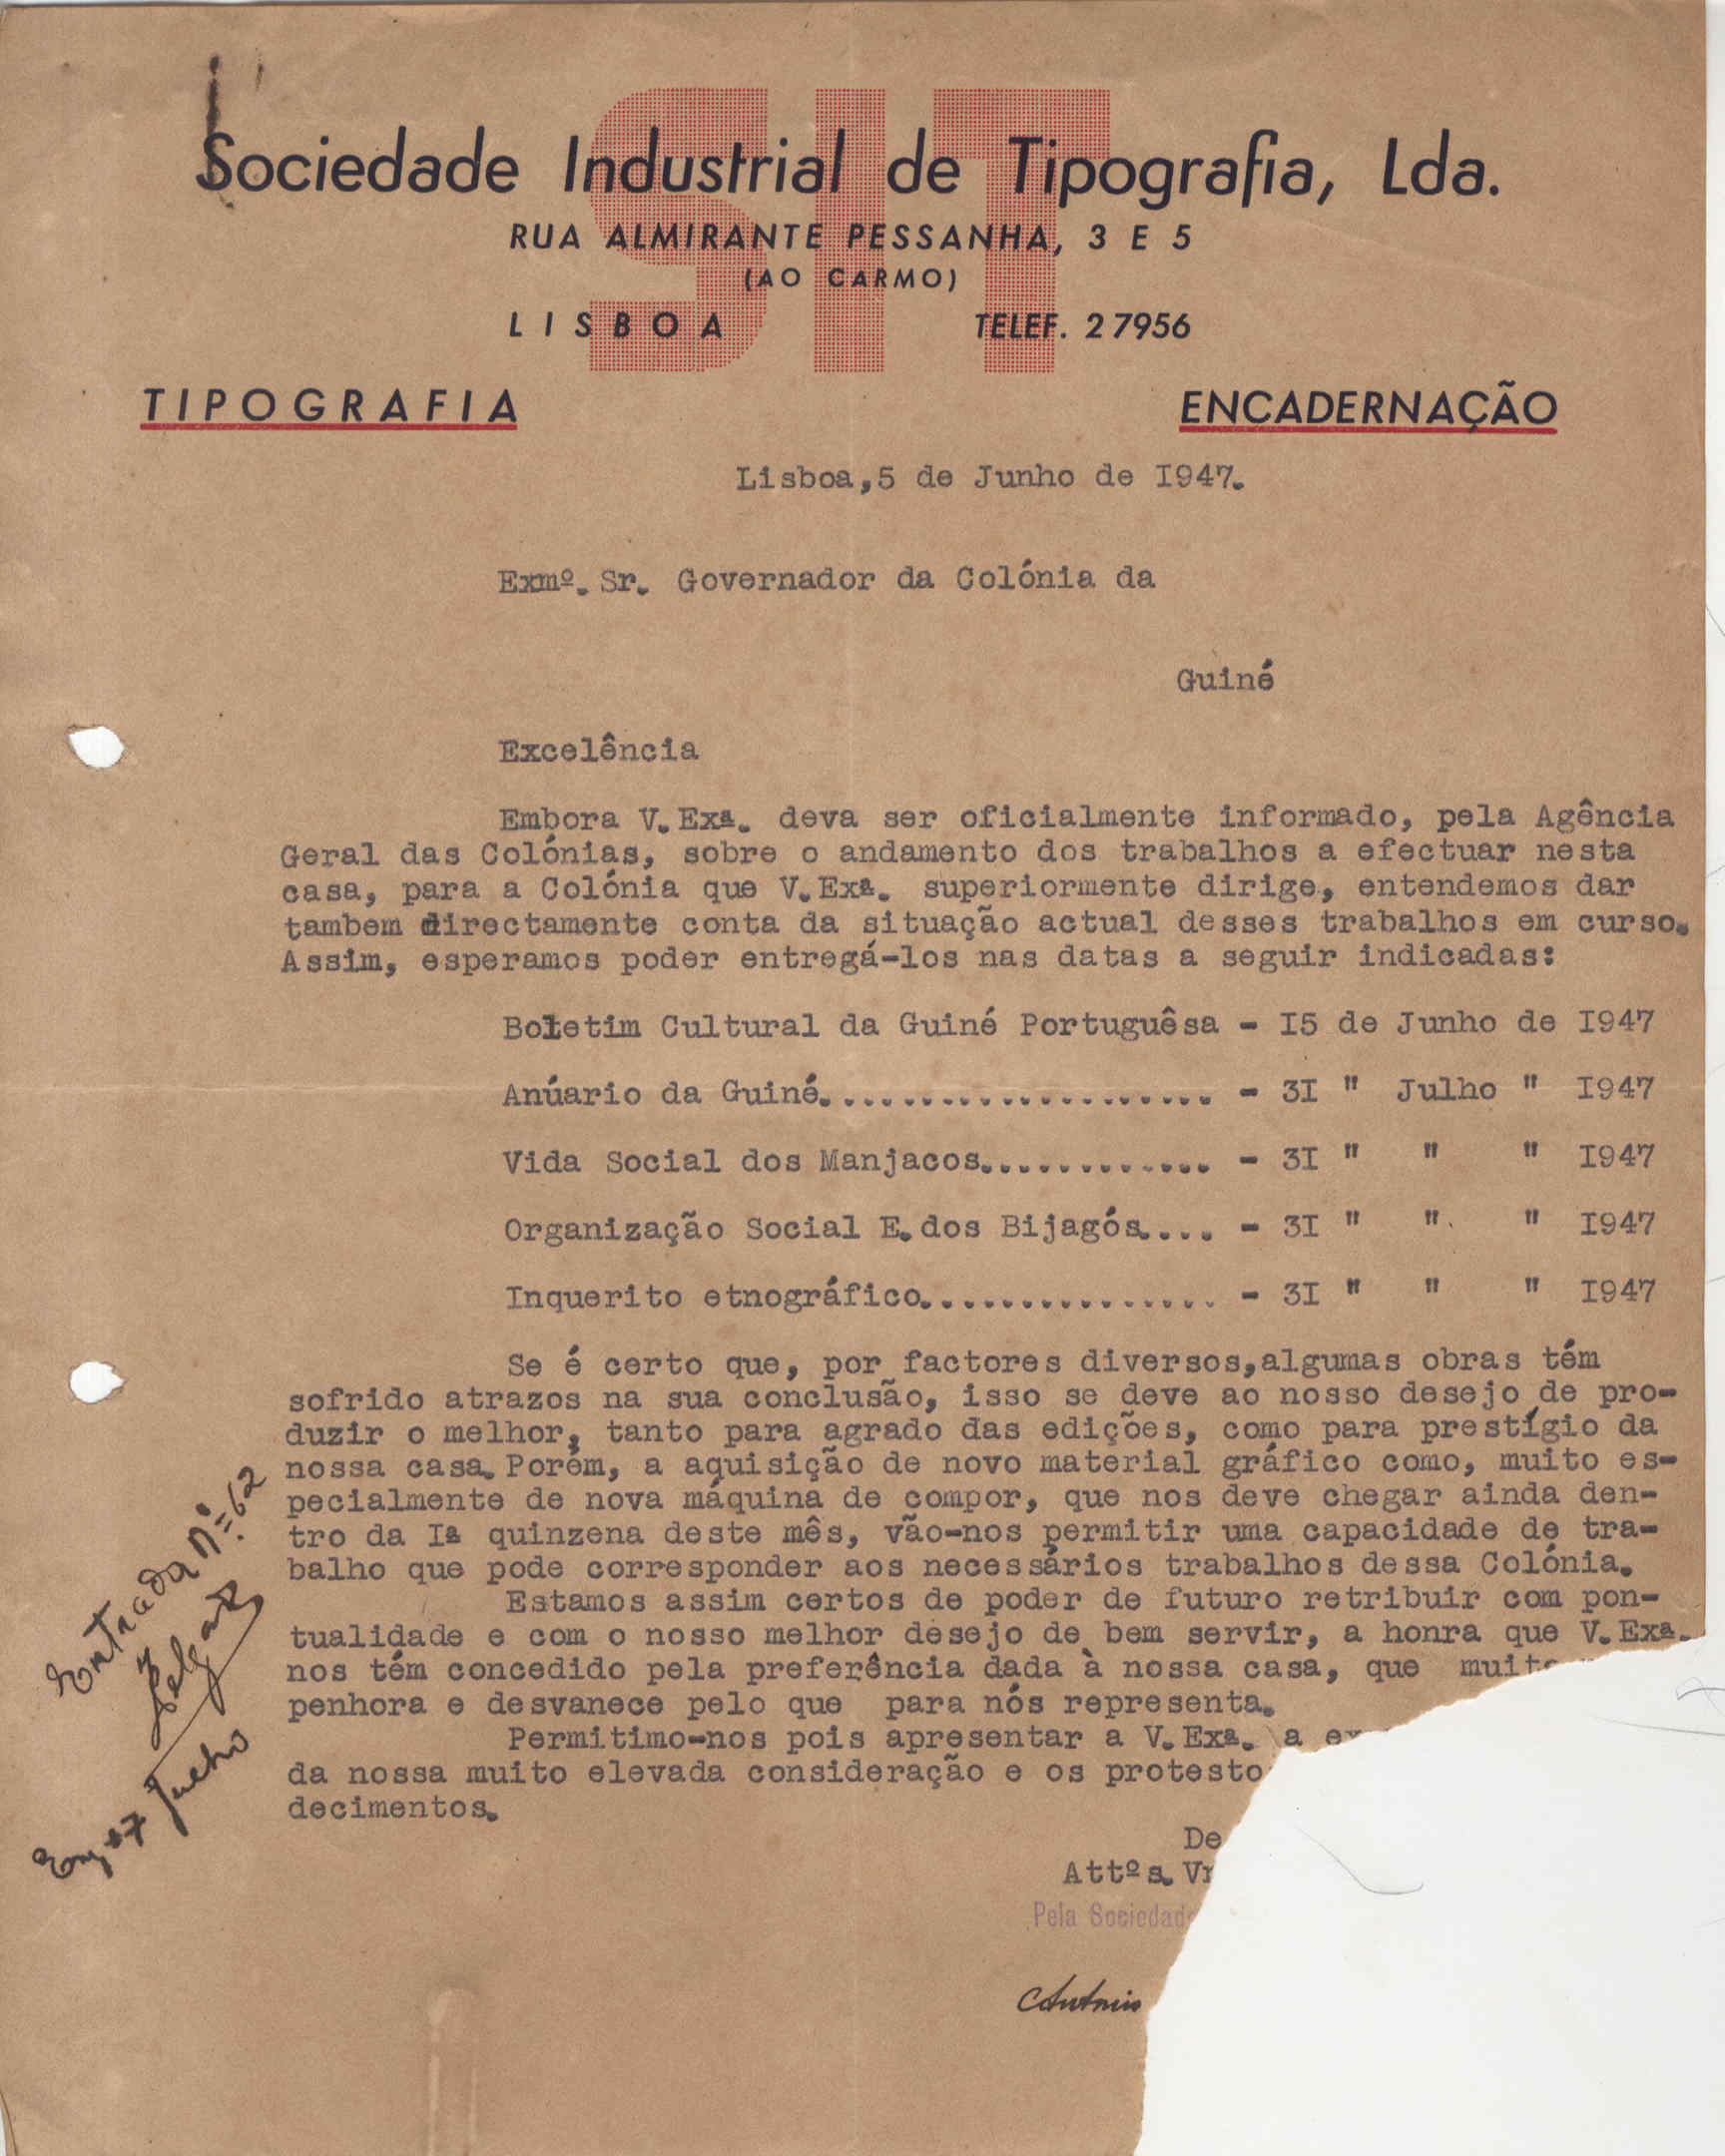 SIT
Sociedade Industrial de Tipografia, Lda.
RUA ALMIRANTE PESSANHA, 3 E 5
(AO CARMO)
LISBOA TELEF. 27956
TIPOGRAFIA ENCADERNAÇÃO
Lisboa,5 de Junho de I947.
Exmº. Sr. Governador da Colónia da
Guiné
Excelência
Embora V.Exª. deva ser oficialmente informado, pela Agência
Geral das Colónias, sobre o andamento dos trabalhos a efectuar nesta
casa, para a Colónia que V.Exª. superiormente dirige, entendemos dar
tambem directamente conta da situação actual desses trabalhos em curso.
Assim, esperamos poder entregá-los nas datas a seguir indicadas:
Boletim Cultural da Guiné Portuguêsa - I5 de Junho de I947
Anúario da Guiné.................... - 3I " Julho " I947
Vida Social dos Manjacos............ - 3I " " " I947
Organização Social E.dos Bijagós.... - 3I " " " I947
Inquerito etnográfico............... - 3I " " " I947
Se é certo que, por factores diversos,algumas obras têm
sofrido atrazos na sua conclusão, isso se deve ao nosso desejo de pro-
duzir o melhor, tanto para agrado das edições, como para prestígio da
nossa casa. Porém, a aquisição de novo material gráfico como, muito es-
pecialmente de nova máquina de compor, que nos deve chegar ainda den-
tro da Iª quinzena deste mês, vão-nos permitir uma capacidade de tra-
balho que pode corresponder aos necessários trabalhos dessa Colónia.
Estamos assim certos de poder de futuro retribuir com pon-
tualidade e com o nosso melhor desejo de bem servir, a honra que V.Exª.
nos têm concedido pela preferência dada à nossa casa, que muito
penhora e desvanece pelo que para nós representa.
Permitimo-nos pois apresentar a V.Exª. a ex
da nossa muito elevada consideração e os protesto
decimentos.
De
Attºs. Vr
Pela Sociedade
António
Entrada nº 62
Em 17 Junho